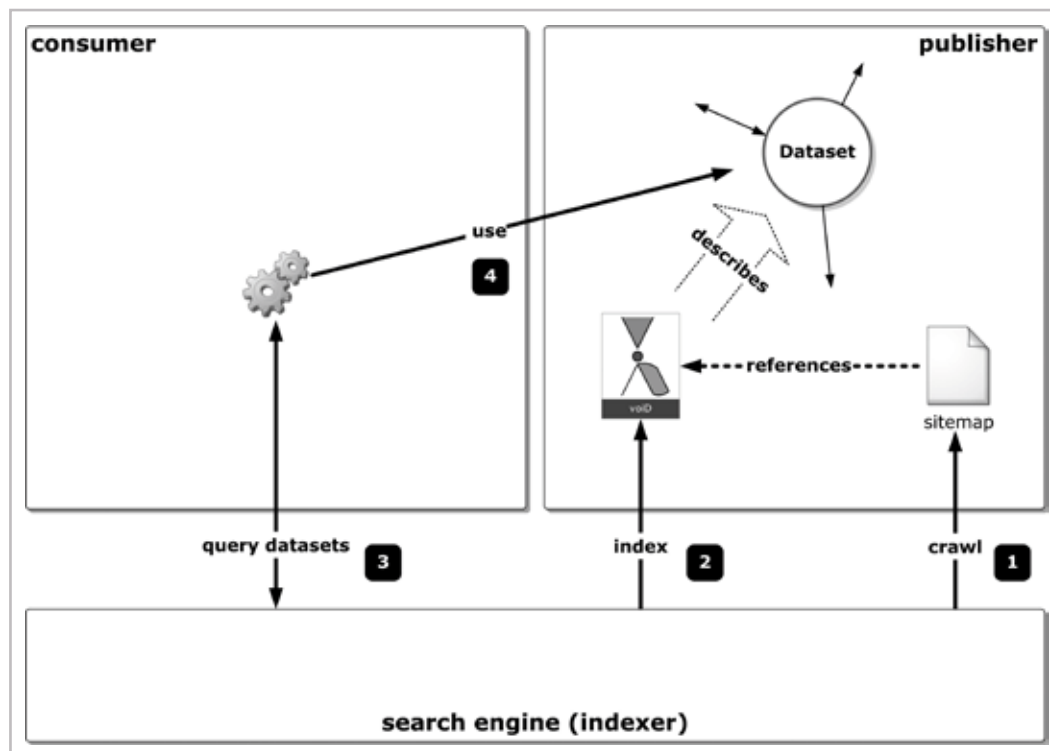 consumer
publisher
Dataset
use
4
describes
references
voiD
sitemap
query datasets
3
index
2
crawl
1
search engine (indexer)